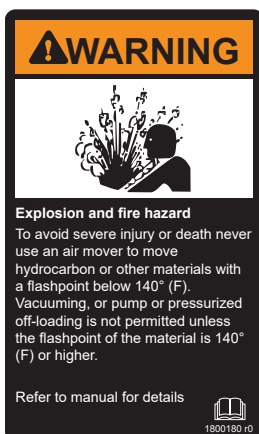 WARNING
Explosion and fire hazard
To avoid severe injury or death never
use an air mover to move
hydrocarbon or other materials with
a flashpoint below 140° (F).
Vacuuming, or pump or pressurized
off-loading is not permitted unless
the flashpoint of the material is 140°
(F) or higher.
Refer to manual for details
1800180 r0